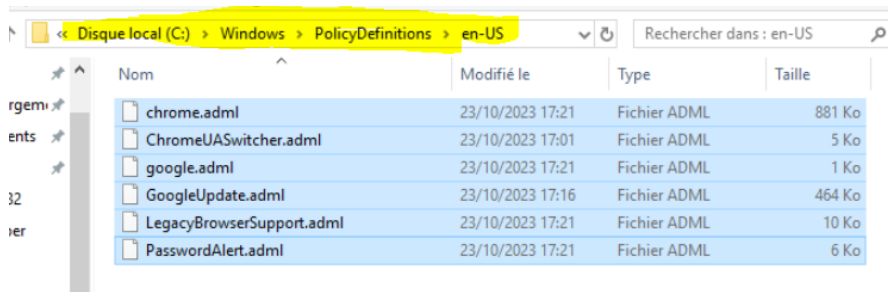 « Disque local (C:) > Windows > PolicyDefinitions > en-US Rechercher dans : en-US
Nom Modifié le Type Taille
chrome.adml 23/10/2023 17:21 Fichier ADML 881 Ko
ChromeUASwitcher.adml 23/10/2023 17:01 Fichier ADML 5 Ko
google.adml 23/10/2023 17:21 Fichier ADML 1 Ko
GoogleUpdate.adml 23/10/2023 17:16 Fichier ADML 464 Ko
LegacyBrowserSupport.adml 23/10/2023 17:21 Fichier ADML 10 Ko
PasswordAlert.adml 23/10/2023 17:21 Fichier ADML 6 Ko